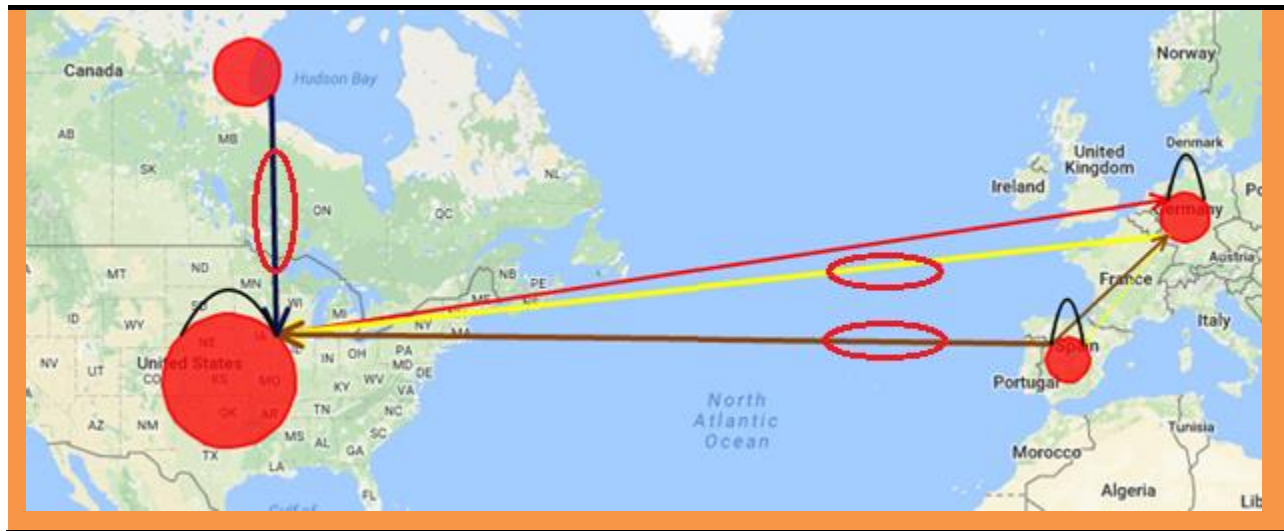 Norway
Canada
Hudson Bay
AB
MB
SK
Denmark
United
Kingdom
Ireland
NL
ON
QC
Po
Germany
Austria
MT
ND
MN
NB
PE
France
SD
WI
MI
ME
ID
WY
NE
IA
NY
MA
Italy
United States
IL
IN
OH
PA
MD
DE
Spain
NV
UT
CO
KS
MO
KY
WV
VA
Portugal
AZ
NM
OK
AR
TN
NC
North
Atlantic
Ocean
SC
Tunisia
TX
MS
AL
GA
LA
Morocco
FL
Algeria
Lib